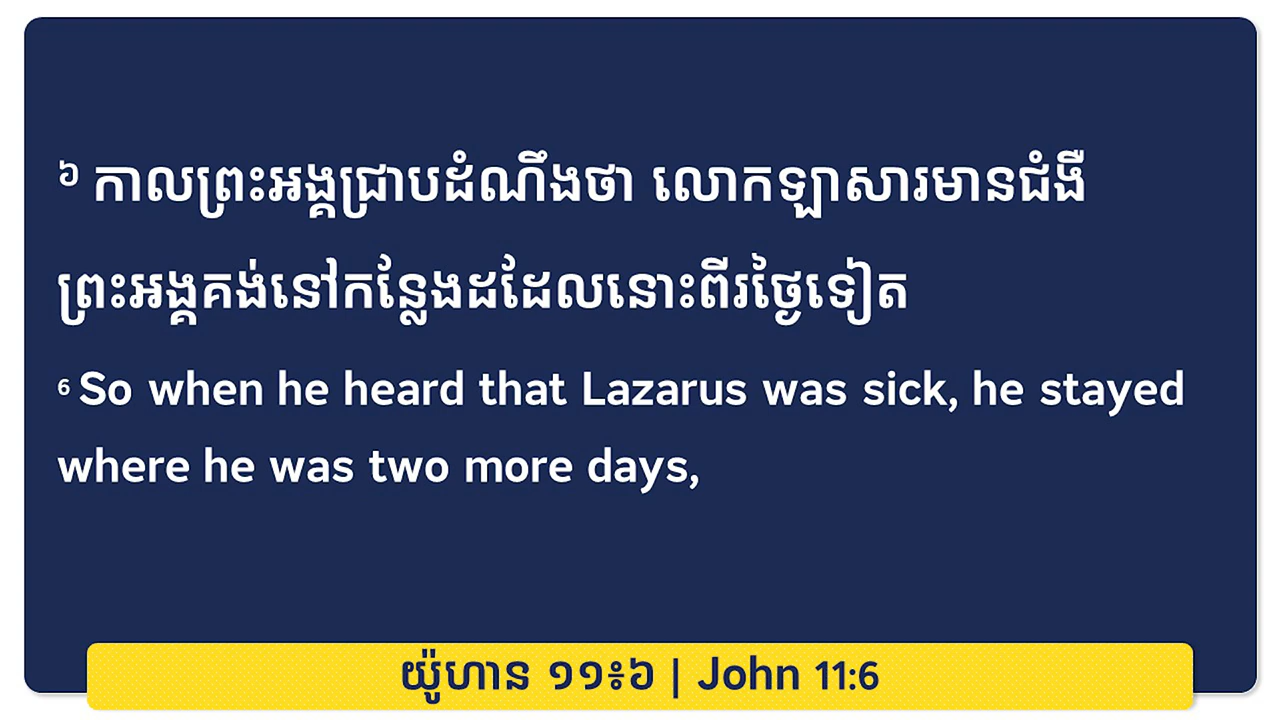 ៦ កាលព្រះអង្គជ្រាបដំណឹងថា លោកឡាសារមានជំងឺ
ព្រះអង្គគង់នៅកន្លែងដដែលនោះពីរថ្ងៃទៀត
6 So when he heard that Lazarus was sick, he stayed
where he was two more days,
យ៉ូហាន ១១៖៦ | John 11:6